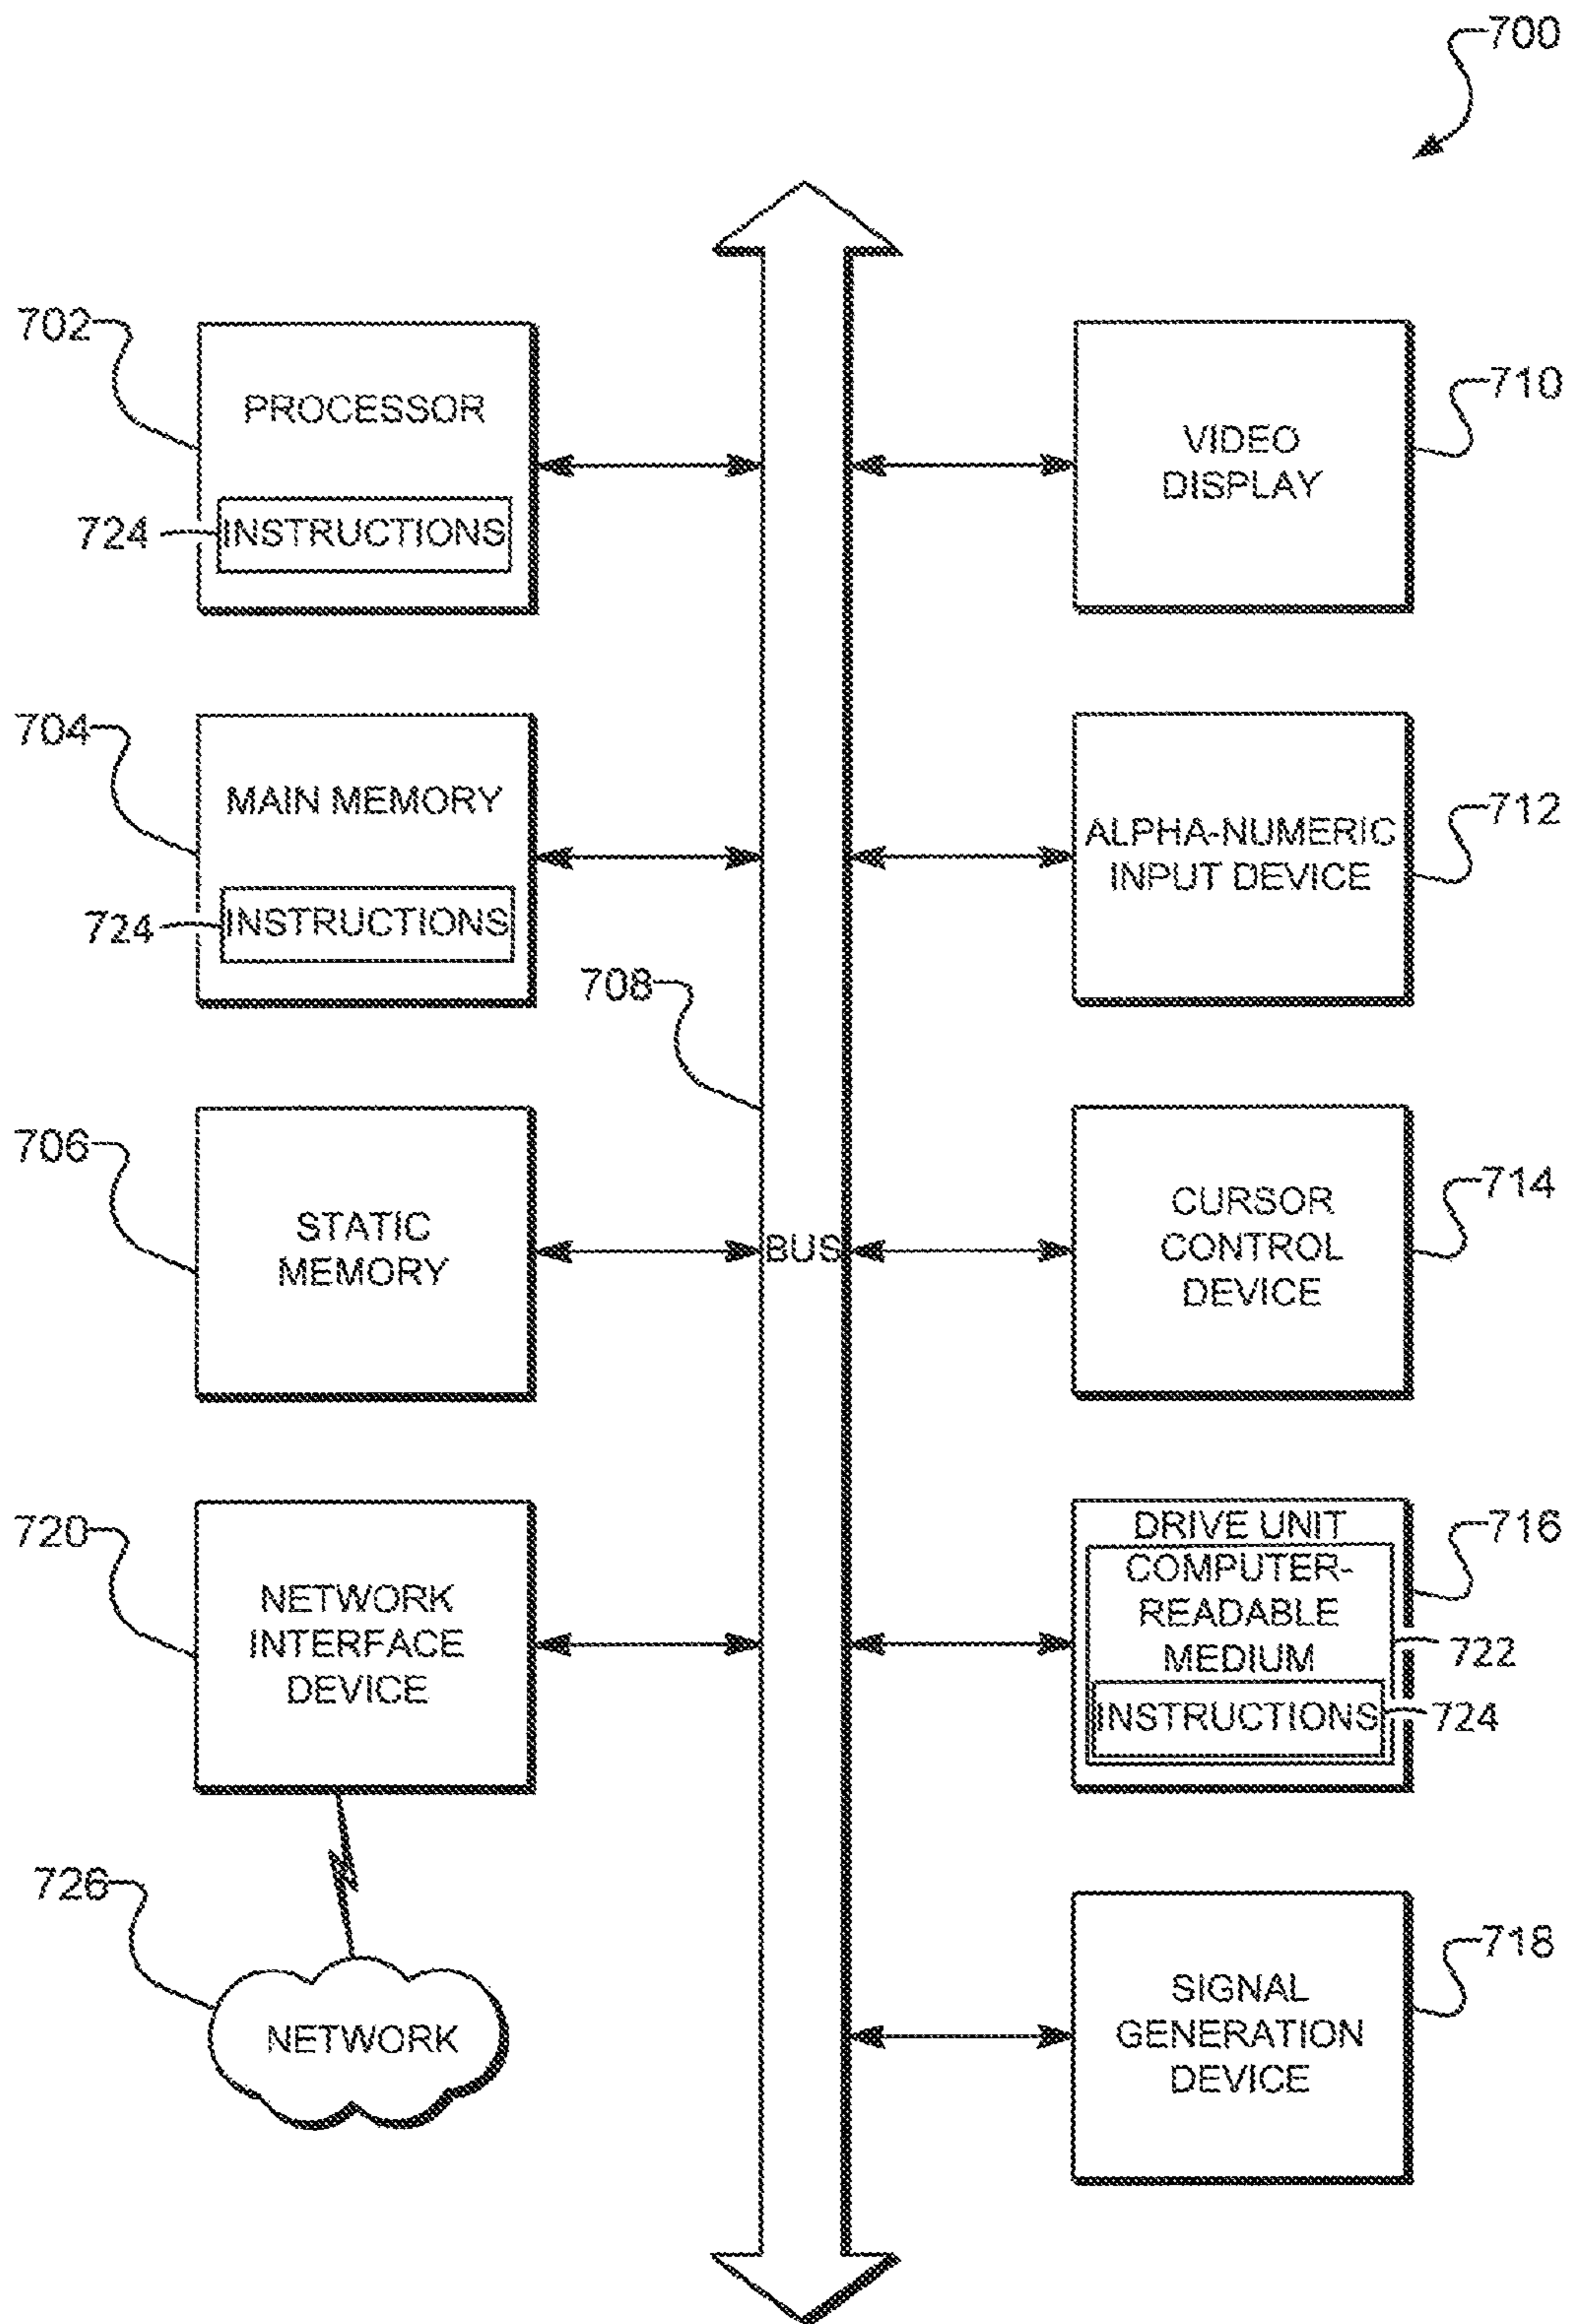 700
702
PROCESSOR
724
INSTRUCTIONS
704
MAIN MEMORY
724
INSTRUCTIONS
706
STATIC
MEMORY
720
NETWORK
INTERFACE
DEVICE
726
NETWORK
708
BUS
710
VIDEO
DISPLAY
712
ALPHA-NUMERIC
INPUT DEVICE
714
CURSOR
CONTROL
DEVICE
716
DRIVE UNIT
COMPUTER-
READABLE
MEDIUM
722
INSTRUCTIONS
724
718
SIGNAL
GENERATION
DEVICE